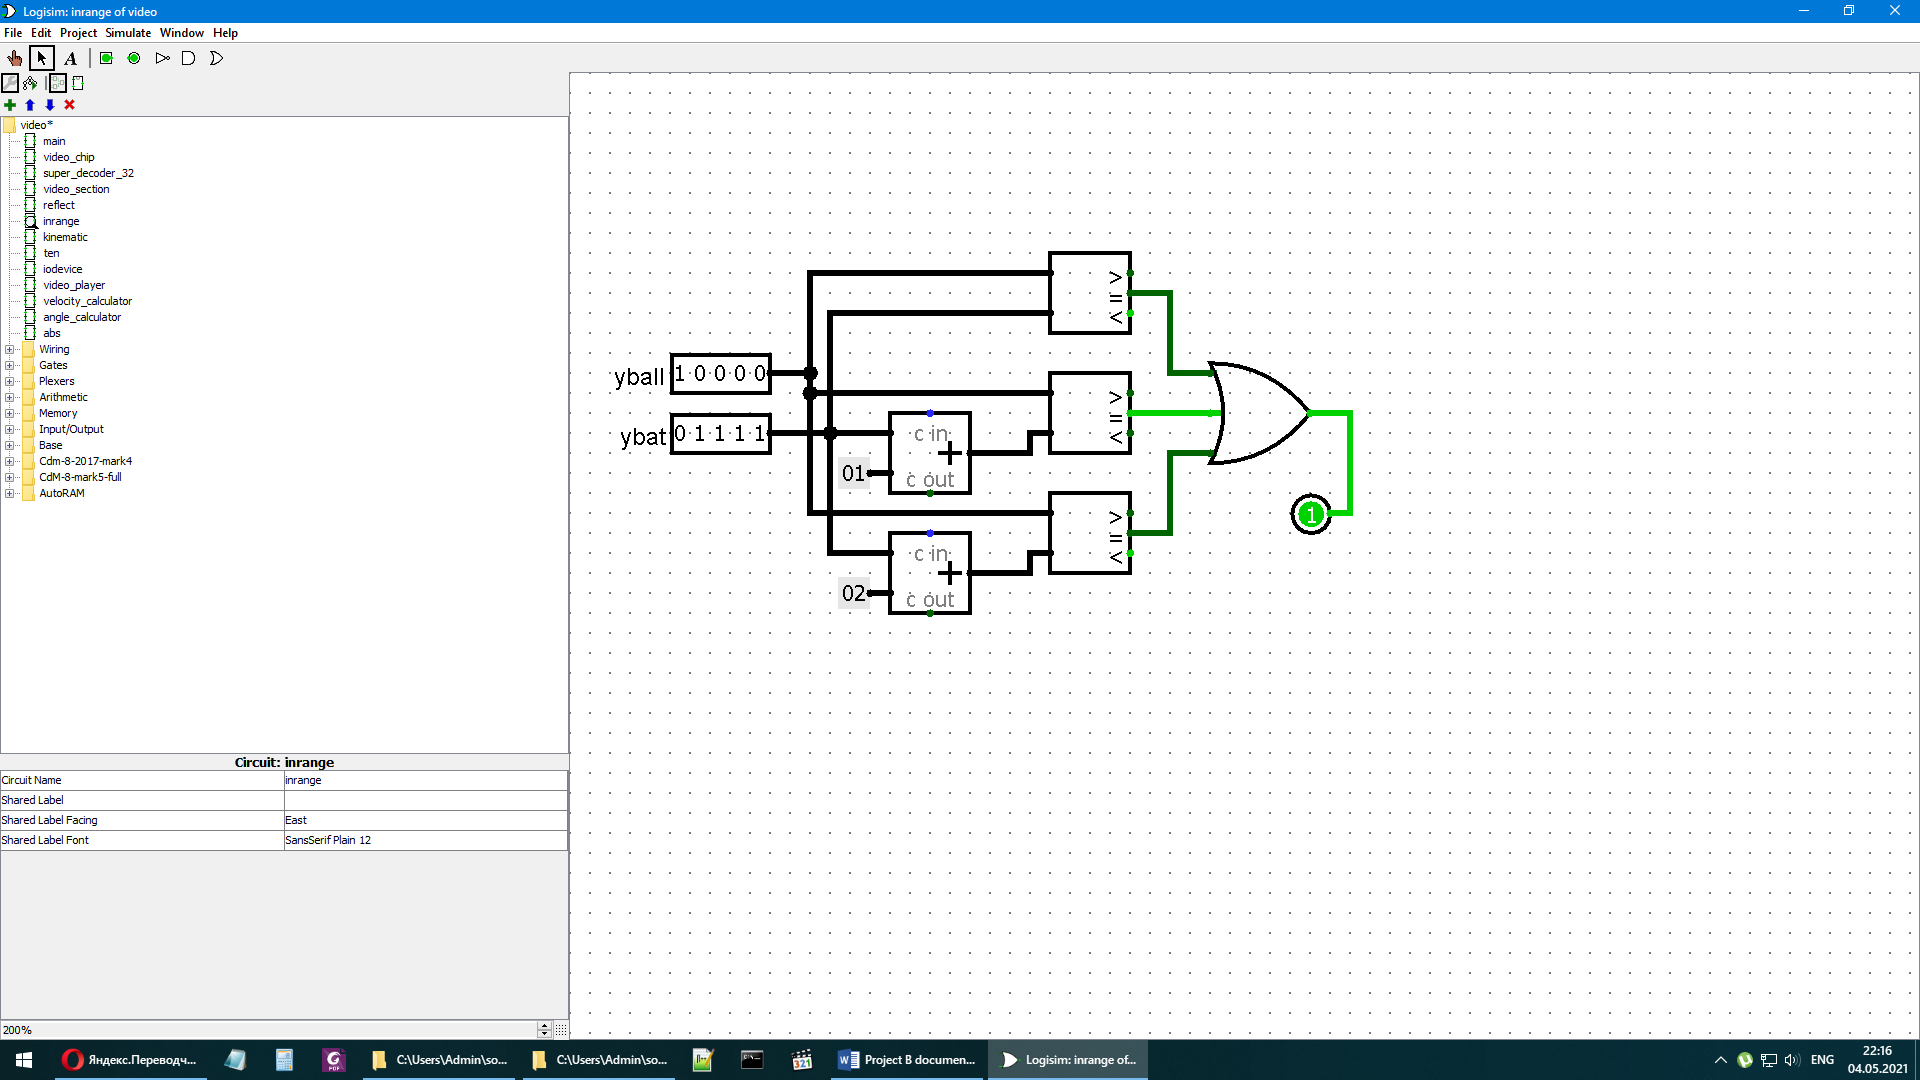 Logisim: inrange of video
File Edit Project Simulate Window Help
A
video*
main
video_chip
super_decoder_32
video_section
reflect
inrange
kinematic
ten
iodevice
video_player
velocity_calculator
angle_calculator
abs
Wiring
Gates
Plexers
Arithmetic
Memory
Input/Output
Base
Cdm-8-2017-mark4
CdM-8-mark5-full
AutoRAM
Circuit: inrange
Circuit Name inrange
Shared Label
Shared Label Facing East
Shared Label Font SansSerif Plain 12
200%
>
=
<
yball 1 0 0 0 0
>
=
<
ybat 0 1 1 1 1
c in
+
01
c out
>
=
<
1
c in
+
02
c out
Яндекс.Переводч...
C:\Users\Admin\so...
C:\Users\Admin\so...
321
Project B documen...
Logisim: inrange of...
ENG
22:16
04.05.2021